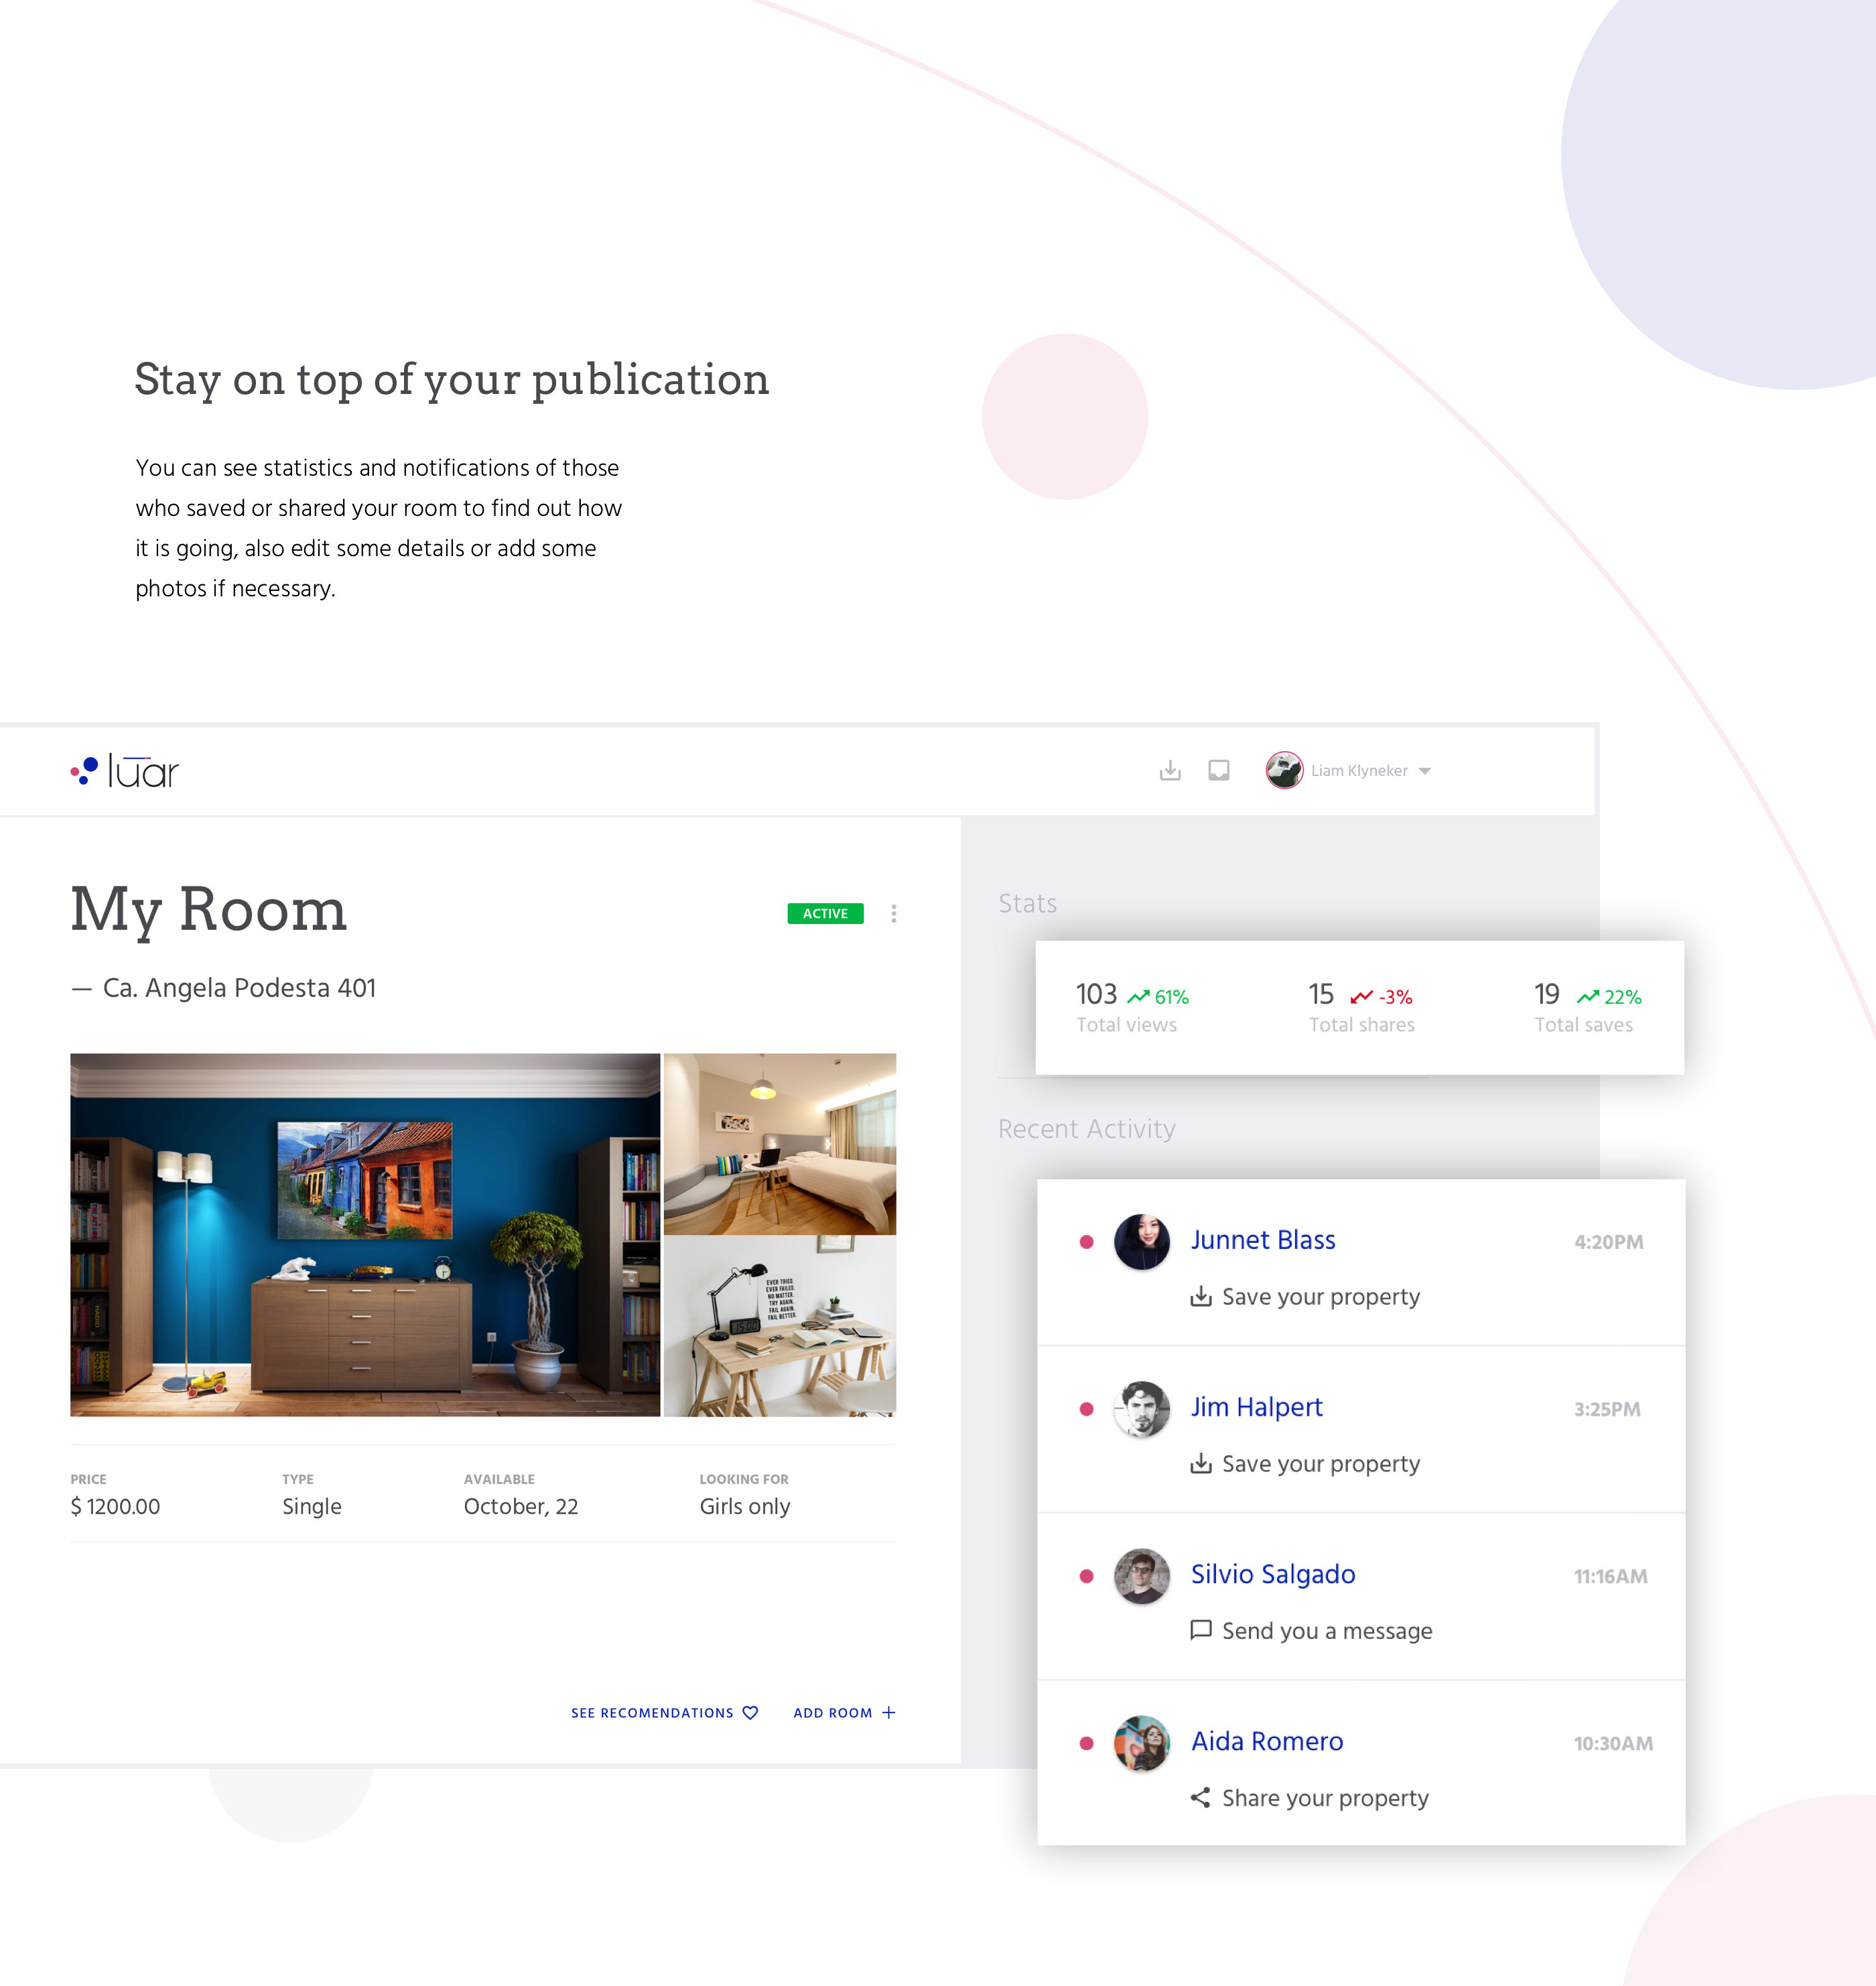 Stay on top of your publication
You can see statistics and notifications of those
who saved or shared your room to find out how
it is going, also edit some details or add some
photos if necessary.
luar
Liam Klyneker
My Room
ACTIVE
— Ca. Angela Podesta 401
EVER TRIED.
EVER FAILED.
NO MATTER.
TRY AGAIN.
FAIL AGAIN.
FAIL BETTER.
PRICE
$ 1200.00
TYPE
Single
AVAILABLE
October, 22
LOOKING FOR
Girls only
SEE RECOMENDATIONS
ADD ROOM
Stats
103 61%
Total views
15 -3%
Total shares
19 22%
Total saves
Recent Activity
Junnet Blass 4:20PM
Save your property
Jim Halpert 3:25PM
Save your property
Silvio Salgado 11:16AM
Send you a message
Aida Romero 10:30AM
Share your property